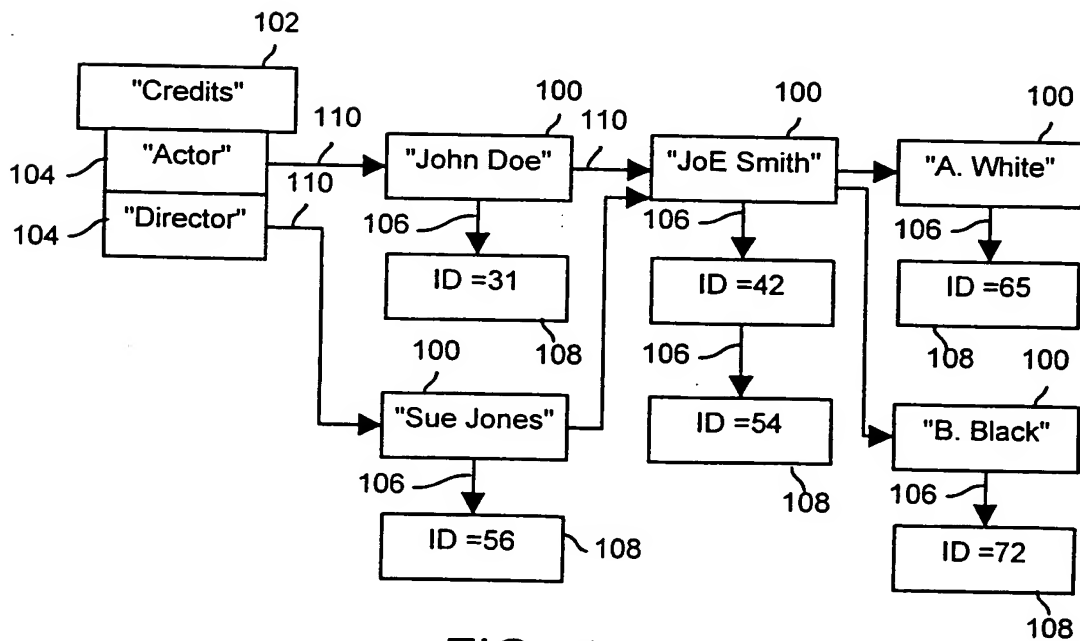 102
"Credits"
100
100
100
110
110
"Actor"
"John Doe"
"JoE Smith"
"A. White"
104
110
106
106
106
"Director"
104
ID =31
ID =42
ID =65
108
106
108
100
100
"Sue Jones"
ID =54
"B. Black"
106
108
106
ID =56
108
ID =72
108